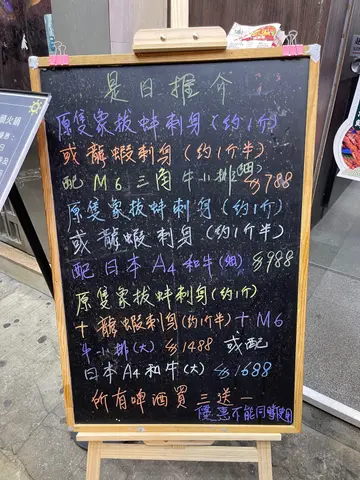 是日推介
原隻象拔蚌刺身(約1斤)
或龍蝦刺身(約1斤半)
配M6三角牛小排(細)$788
原隻象拔蚌刺身(約1斤)
或龍蝦刺身(約1斤半)
配日本A4和牛(細)$988
原隻象拔蚌刺身(約1斤)
+龍蝦刺身(約1斤半)+M6
牛小排(大)$1488 或配
日本A4和牛(大)$1688
所有啤酒買三送一
優惠不能同時使用